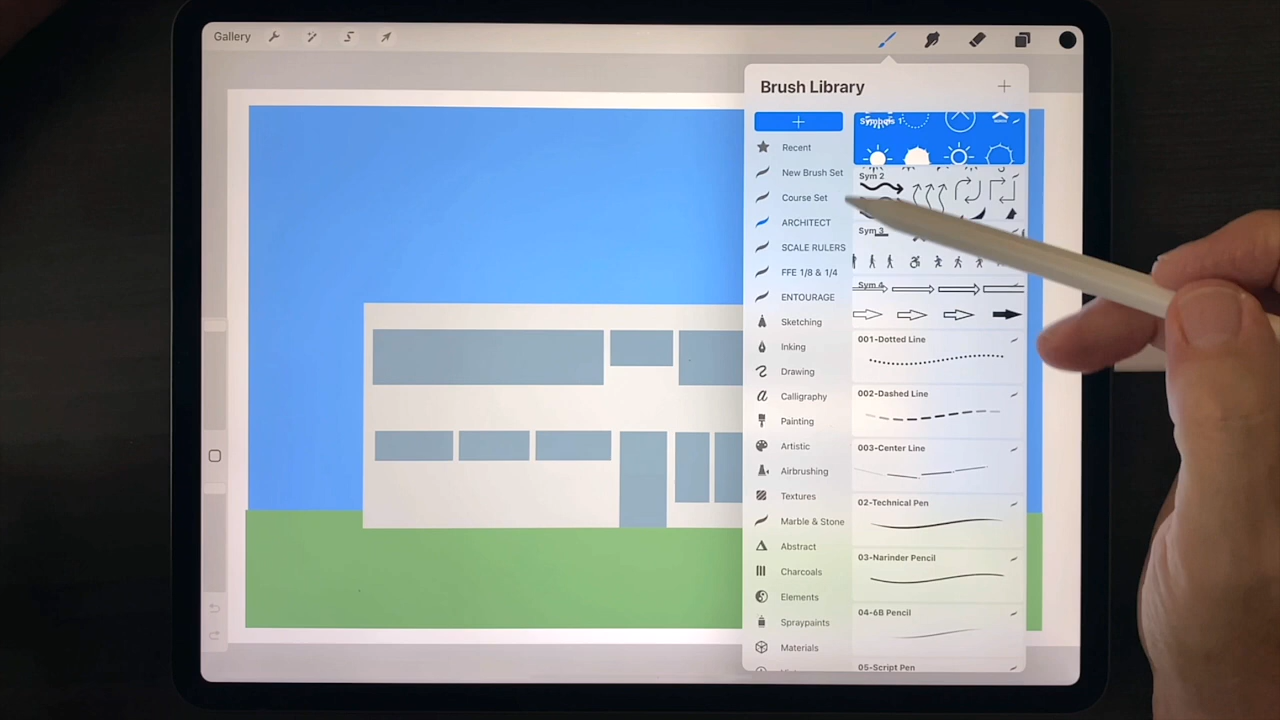 Gallery
Brush Library
Recent
New Brush Set
Course Set
ARCHITECT
SCALE RULERS
FFE 1/8 & 1/4
ENTOURAGE
Sketching
Inking
Drawing
Calligraphy
Painting
Artistic
Airbrushing
Textures
Marble & Stone
Abstract
Charcoals
Elements
Spraypaints
Materials
Symbols 1
Sym 2
Sym 3
Sym 4
001-Dotted Line
002-Dashed Line
003-Center Line
02-Technical Pen
03-Narinder Pencil
04-6B Pencil
05-Script Pen